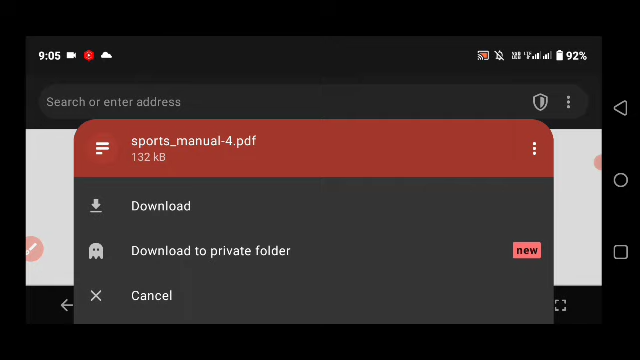 9:05
92%
Search or enter address
sports_manual-4.pdf
132 kB
Download
Download to private folder
new
Cancel